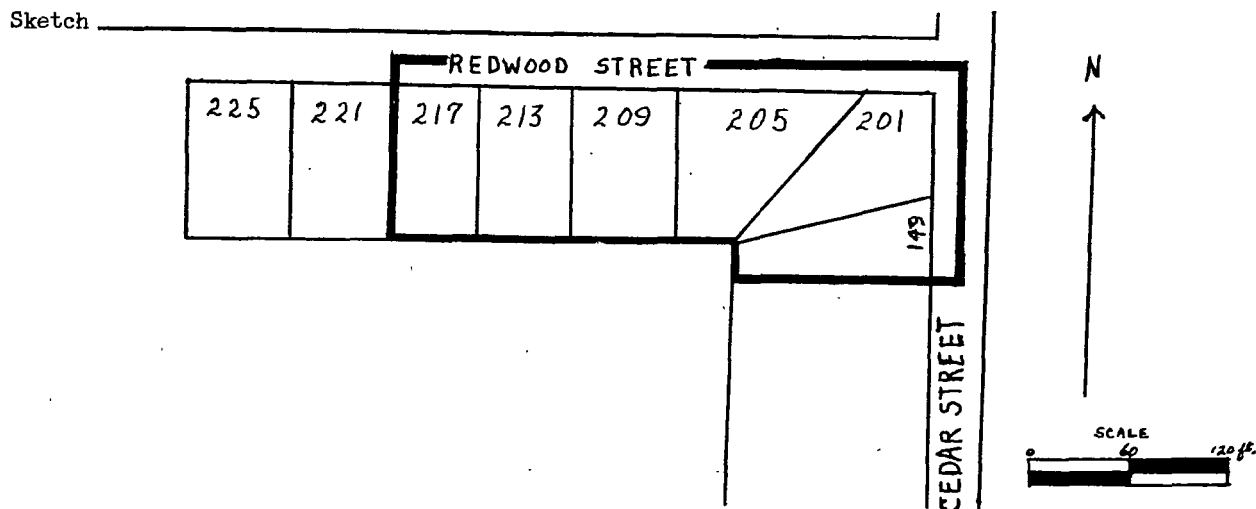 Sketch
REDWOOD STREET
N
225 221 217 213 209 205 201
149
CEDAR STREET
SCALE
0 60 120 ft.